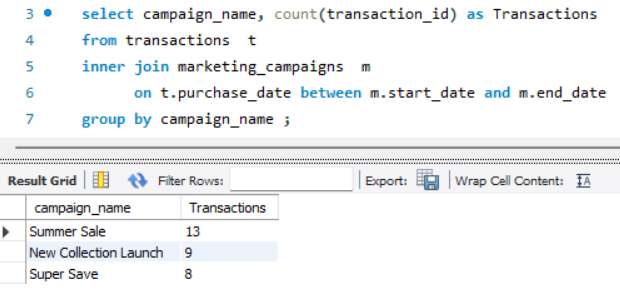 3 select campaign_name, count(transaction_id) as Transactions
4 from transactions t
5 inner join marketing_campaigns m
6 on t.purchase_date between m.start_date and m.end_date
7 group by campaign_name ;
Result Grid Filter Rows: Export: Wrap Cell Content: IA
campaign_name Transactions
Summer Sale 13
New Collection Launch 9
Super Save 8